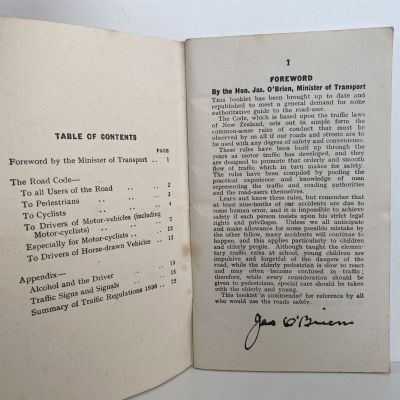 TABLE OF CONTENTS
PAGE
Foreword by the Minister of Transport .. 1
The Road Code—
To all Users of the Road .. .. 2
To Pedestrians .. .. .. 3
To Cyclists .. .. .. 4
To Drivers of Motor-vehicles (including
Motor-cyclists) .. .. .. 7
Especially for Motor-cyclists .. .. 12
To Drivers of Horse-drawn Vehicles .. 12
Appendix—
Alcohol and the Driver .. .. 13
Traffic Signs and Signals .. .. 15
Summary of Traffic Regulations 1936 .. 22
1
FOREWORD
By the Hon. Jas. O'Brien, Minister of Transport
THIS booklet has been brought up to date and
republished to meet a general demand for some
authoritative guide to the road-user.
The Code, which is based upon the traffic laws
of New Zealand, sets out in simple form the
common-sense rules of conduct that must be
observed by us all if our roads and streets are to
be used with any degree of safety and convenience.
These rules have been built up through the
years as motor traffic has developed, and they
are designed to promote that orderly and smooth
flow of traffic which in turn makes for safety.
The rules have been compiled by pooling the
practical experience and knowledge of men
representing the traffic and roading authorities
and the road-users themselves.
Learn and know these rules, but remember that
at least nine-tenths of our accidents are due to
some human error, and it is impossible to achieve
safety if each person insists upon his strict legal
rights and privileges. Unless we all anticipate
and make allowance for some possible mistake by
the other fellow, many accidents will continue to
happen, and this applies particularly to children
and elderly people. Although taught the elemen-
tary traffic rules at school, young children are
impulsive and forgetful of the dangers of the
road, while the elderly pedestrian is slow to react
and may often become confused in traffic;
therefore, while every consideration should be
given to pedestrians, special care should be taken
with the elderly and young.
This booklet is commended for reference by all
who would use the roads safely.
Jas O'Brien